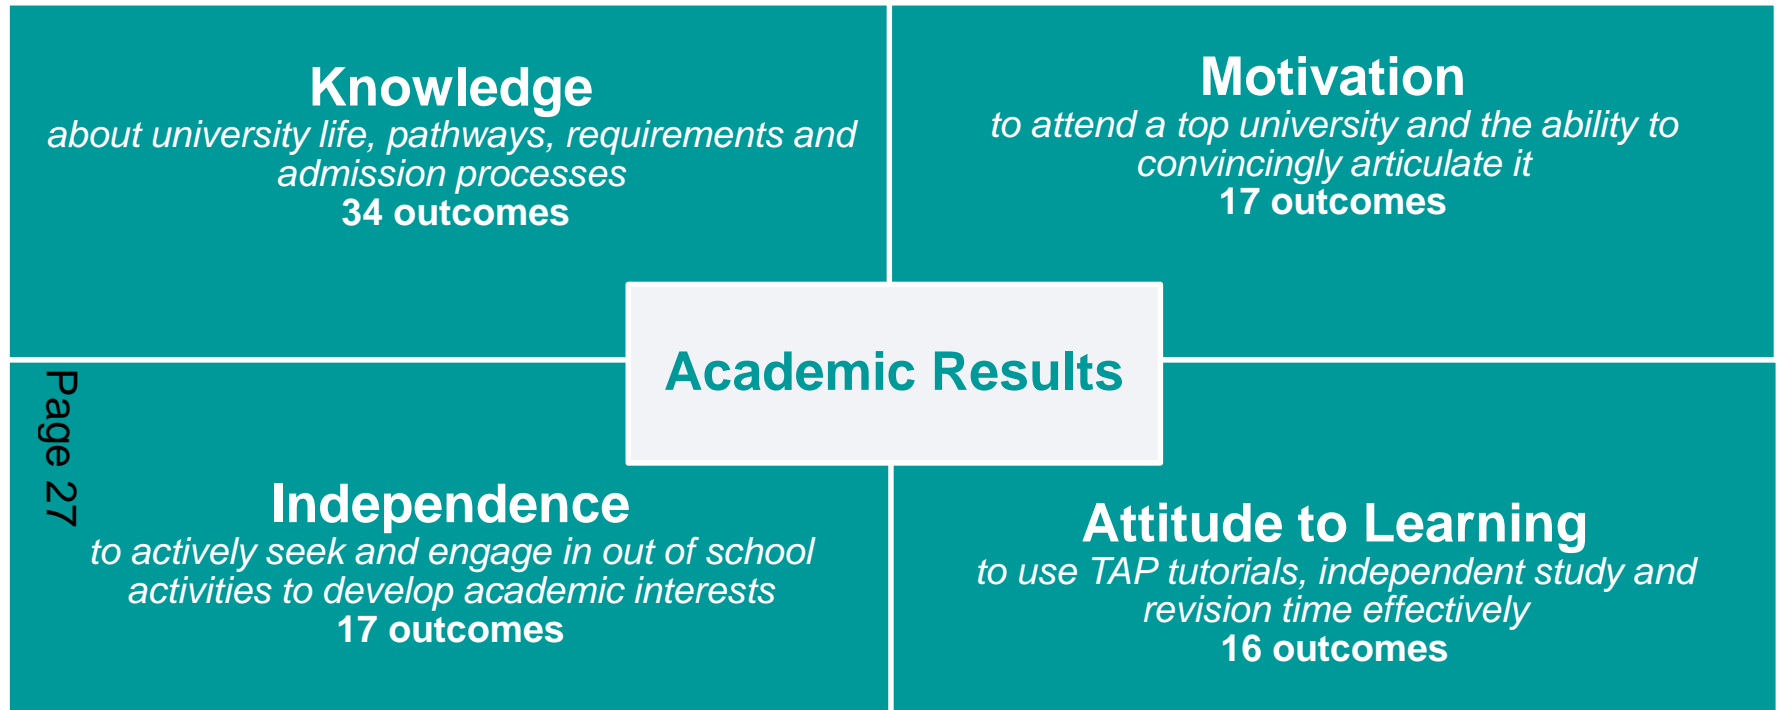 Knowledge
about university life, pathways, requirements and
admission processes
34 outcomes
Motivation
to attend a top university and the ability to
convincingly articulate it
17 outcomes
Academic Results
Page 27
Independence
to actively seek and engage in out of school
activities to develop academic interests
17 outcomes
Attitude to Learning
to use TAP tutorials, independent study and
revision time effectively
16 outcomes